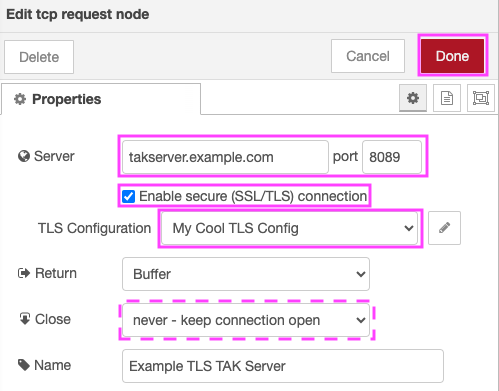 Edit tcp request node
Delete Cancel Done
Properties
Server takserver.example.com port 8089
Enable secure (SSL/TLS) connection
TLS Configuration My Cool TLS Config
Return Buffer
Close never - keep connection open
Name Example TLS TAK Server